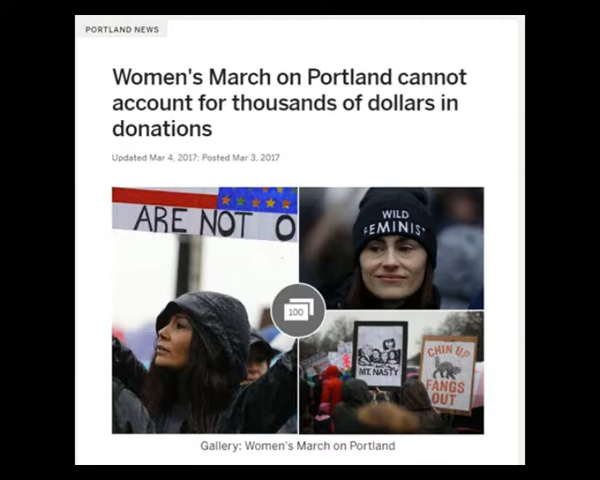 PORTLAND NEWS
Women's March on Portland cannot
account for thousands of dollars in
donations
Updated Mar 4, 2017; Posted Mar 3, 2017
ARE NOT O
WILD
FEMINIS
100
MT. NASTY
CHIN UP
FANGS
OUT
Gallery: Women's March on Portland